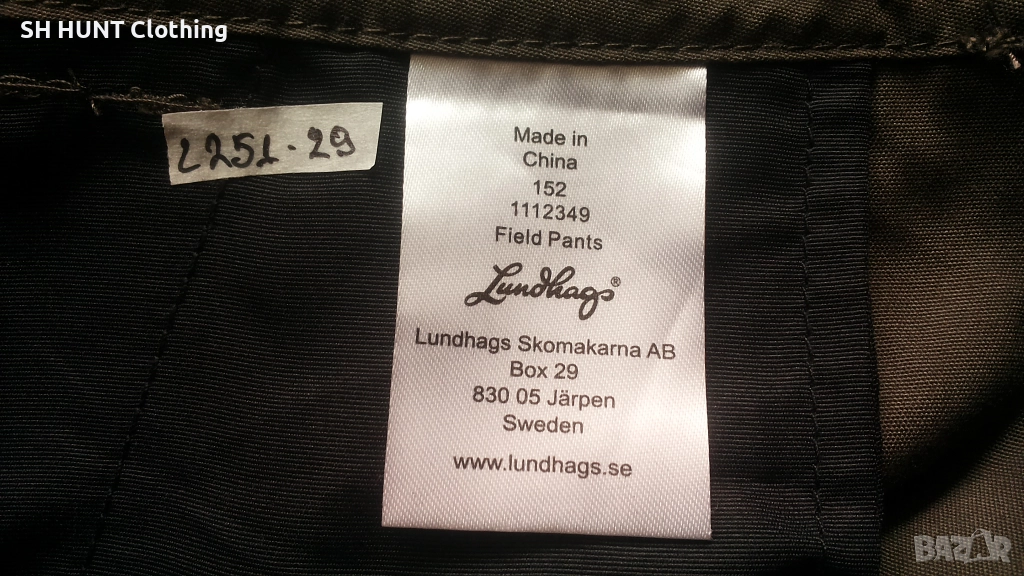 SH HUNT Clothing
2251-29
Made in
China
152
1112349
Field Pants
Lundhags®
Lundhags Skomakarna AB
Box 29
830 05 Järpen
Sweden
www.lundhags.se
BAZAR